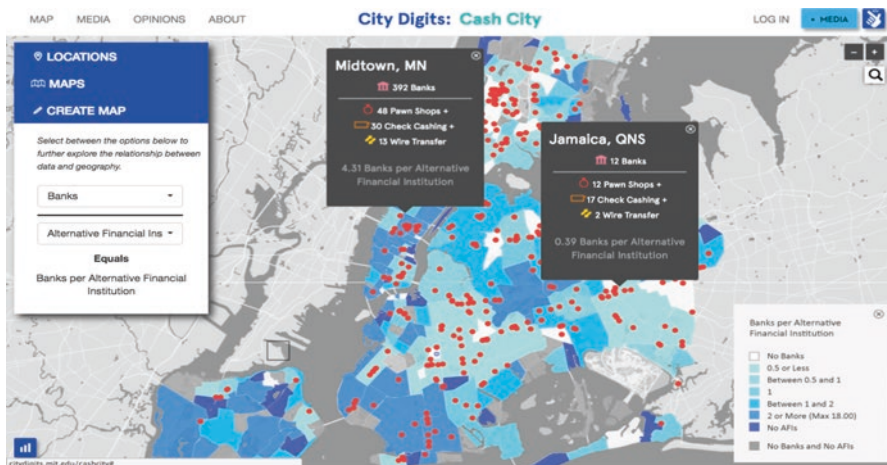 MAP MEDIA OPINIONS ABOUT City Digits: Cash City LOG IN + MEDIA
LOCATIONS
MAPS
CREATE MAP
Select between the options below to
further explore the relationship between
data and geography.
Banks
Alternative Financial Ins
Equals
Banks per Alternative Financial
Institution
Midtown, MN
392 Banks
48 Pawn Shops +
30 Check Cashing +
13 Wire Transfer
4.31 Banks per Alternative
Financial Institution
Jamaica, QNS
12 Banks
12 Pawn Shops +
17 Check Cashing +
2 Wire Transfer
0.39 Banks per Alternative
Financial Institution
Banks per Alternative
Financial Institution
No Banks
0.5 or Less
Between 0.5 and 1
1
Between 1 and 2
2 or More (Max 18.00)
No AFIs
No Banks and No AFIs
citydigits.mit.edu/cashcity#